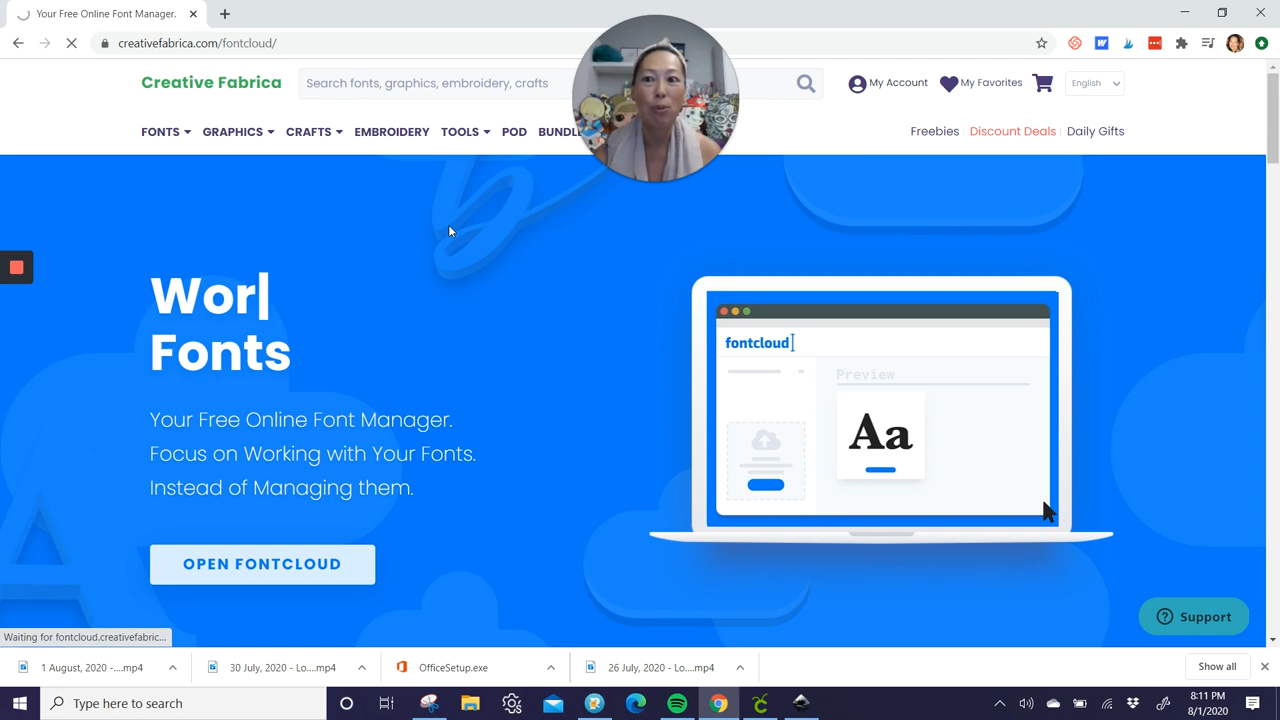 Your Free Online Font Manager.
creativefabrica.com/fontcloud/
Creative Fabrica
Search fonts, graphics, embroidery, crafts
My Account
My Favorites
English
FONTS
GRAPHICS
CRAFTS
EMBROIDERY
TOOLS
POD
Freebies
Discount Deals
Daily Gifts
Wor
Fonts
Your Free Online Font Manager.
Focus on Working with Your Fonts.
Instead of Managing them.
OPEN FONTCLOUD
fontcloud
Preview
Aa
Support
Waiting for fontcloud.creativefabric...
1 August, 2020 -....mp4
30 July, 2020 - Lo....mp4
OfficeSetup.exe
26 July, 2020 - Lo....mp4
Show all
Type here to search
8:11 PM
8/1/2020